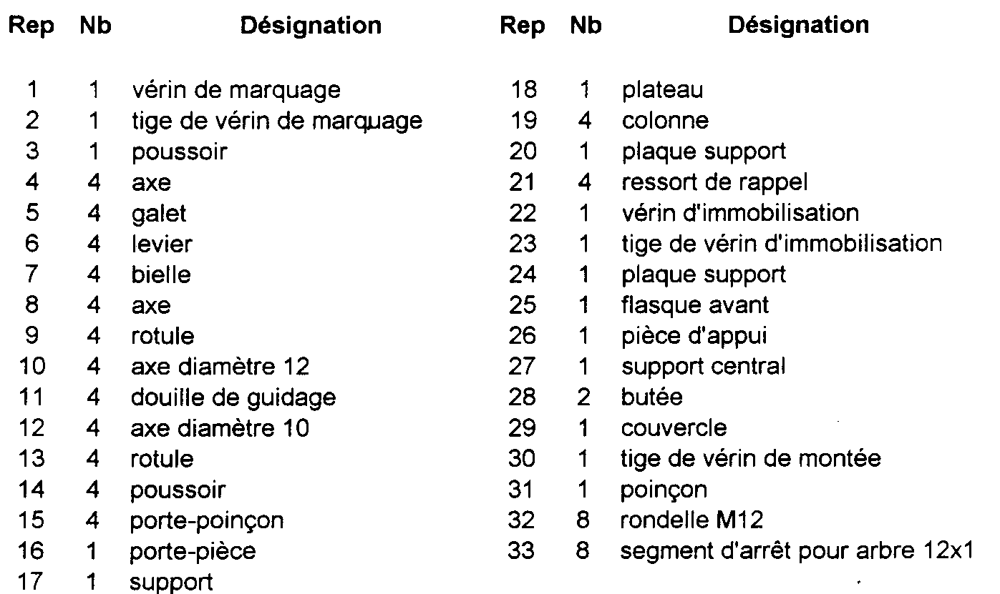 Rep Nb Désignation Rep Nb Désignation
1 1 vérin de marquage 18 1 plateau
2 1 tige de vérin de marquage 19 4 colonne
3 1 poussoir 20 1 plaque support
4 4 axe 21 4 ressort de rappel
5 4 galet 22 1 vérin d'immobilisation
6 4 levier 23 1 tige de vérin d'immobilisation
7 4 bielle 24 1 plaque support
8 4 axe 25 1 flasque avant
9 4 rotule 26 1 pièce d'appui
10 4 axe diamètre 12 27 1 support central
11 4 douille de guidage 28 2 butée
12 4 axe diamètre 10 29 1 couvercle
13 4 rotule 30 1 tige de vérin de montée
14 4 poussoir 31 1 poinçon
15 4 porte-poinçon 32 8 rondelle M12
16 1 porte-pièce 33 8 segment d'arrêt pour arbre 12x1
17 1 support